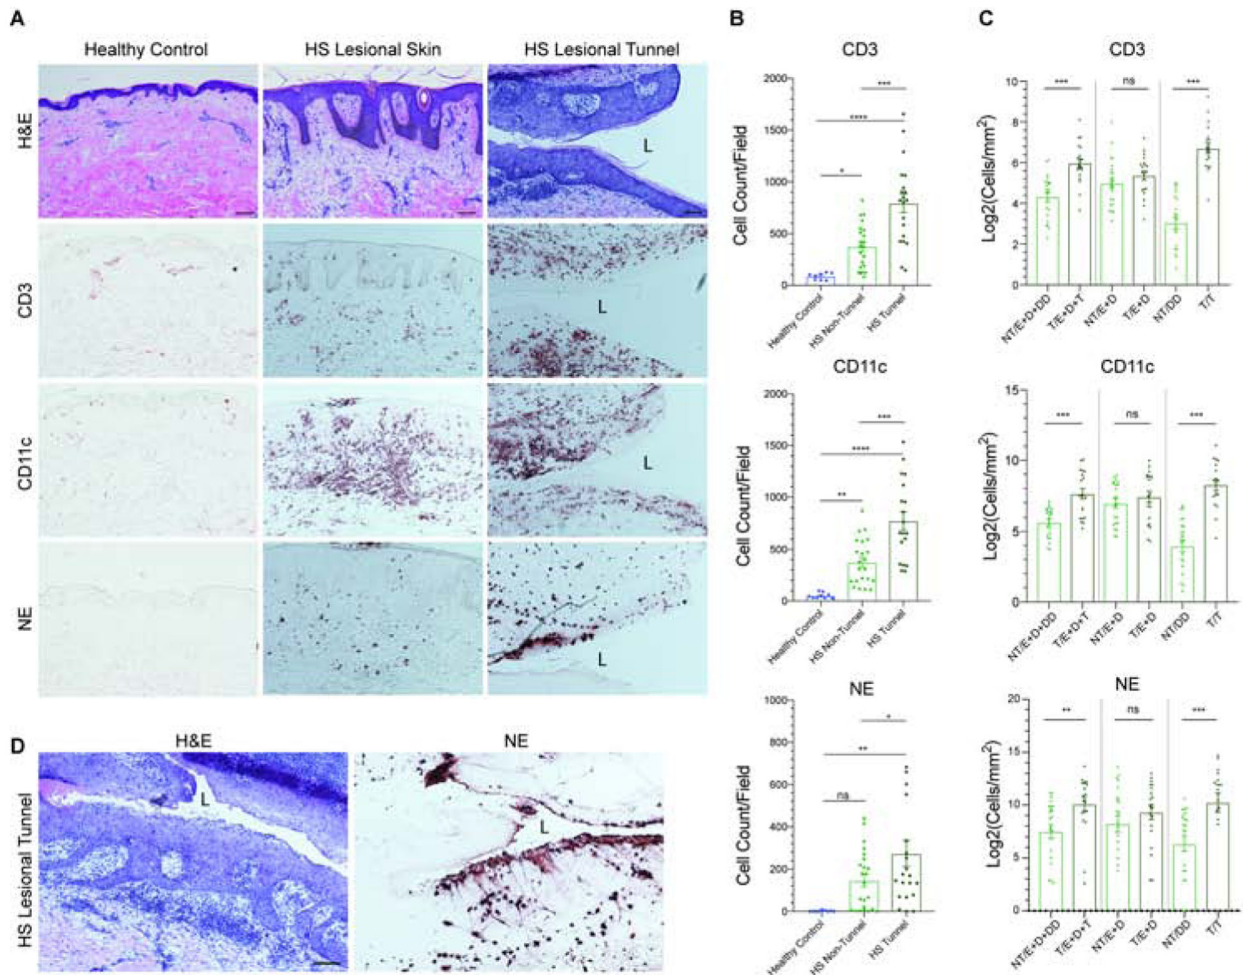 A
Healthy Control
HS Lesional Skin
HS Lesional Tunnel
H&E
L
CD3
L
CD11c
L
NE
L
B
CD3
Cell Count/Field
2000
1500
1000
500
0
***
****
*
Healthy Control
HS Non-Tunnel
HS Tunnel
CD11c
Cell Count/Field
2000
1500
1000
500
0
***
****
**
Healthy Control
HS Non-Tunnel
HS Tunnel
NE
Cell Count/Field
1000
800
600
400
200
0
*
**
ns
Healthy Control
HS Non-Tunnel
HS Tunnel
C
CD3
Log2(Cells/mm²)
10
8
6
4
2
0
***
ns
***
NT/E+D+DD
T/E+D+T
NT/E+D
T/E+D
NT/DD
T/T
CD11c
Log2(Cells/mm²)
15
10
5
0
***
ns
***
NT/E+D+DD
T/E+D+T
NT/E+D
T/E+D
NT/DD
T/T
NE
Log2(Cells/mm²)
20
15
10
5
0
**
ns
***
NT/E+D+DD
T/E+D+T
NT/E+D
T/E+D
NT/DD
T/T
D
H&E
NE
HS Lesional Tunnel
L
L